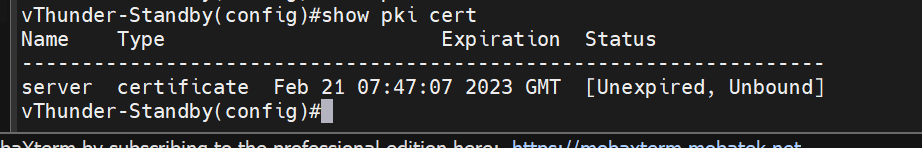 vThunder-Standby(config)#show pki cert
Name    Type                      Expiration  Status
--------------------------------------------------------------------
server  certificate  Feb 21 07:47:07 2023 GMT  [Unexpired, Unbound]
vThunder-Standby(config)#
baXterm by subscribing to the professional edition here: https://mobaxterm.mobatek.net